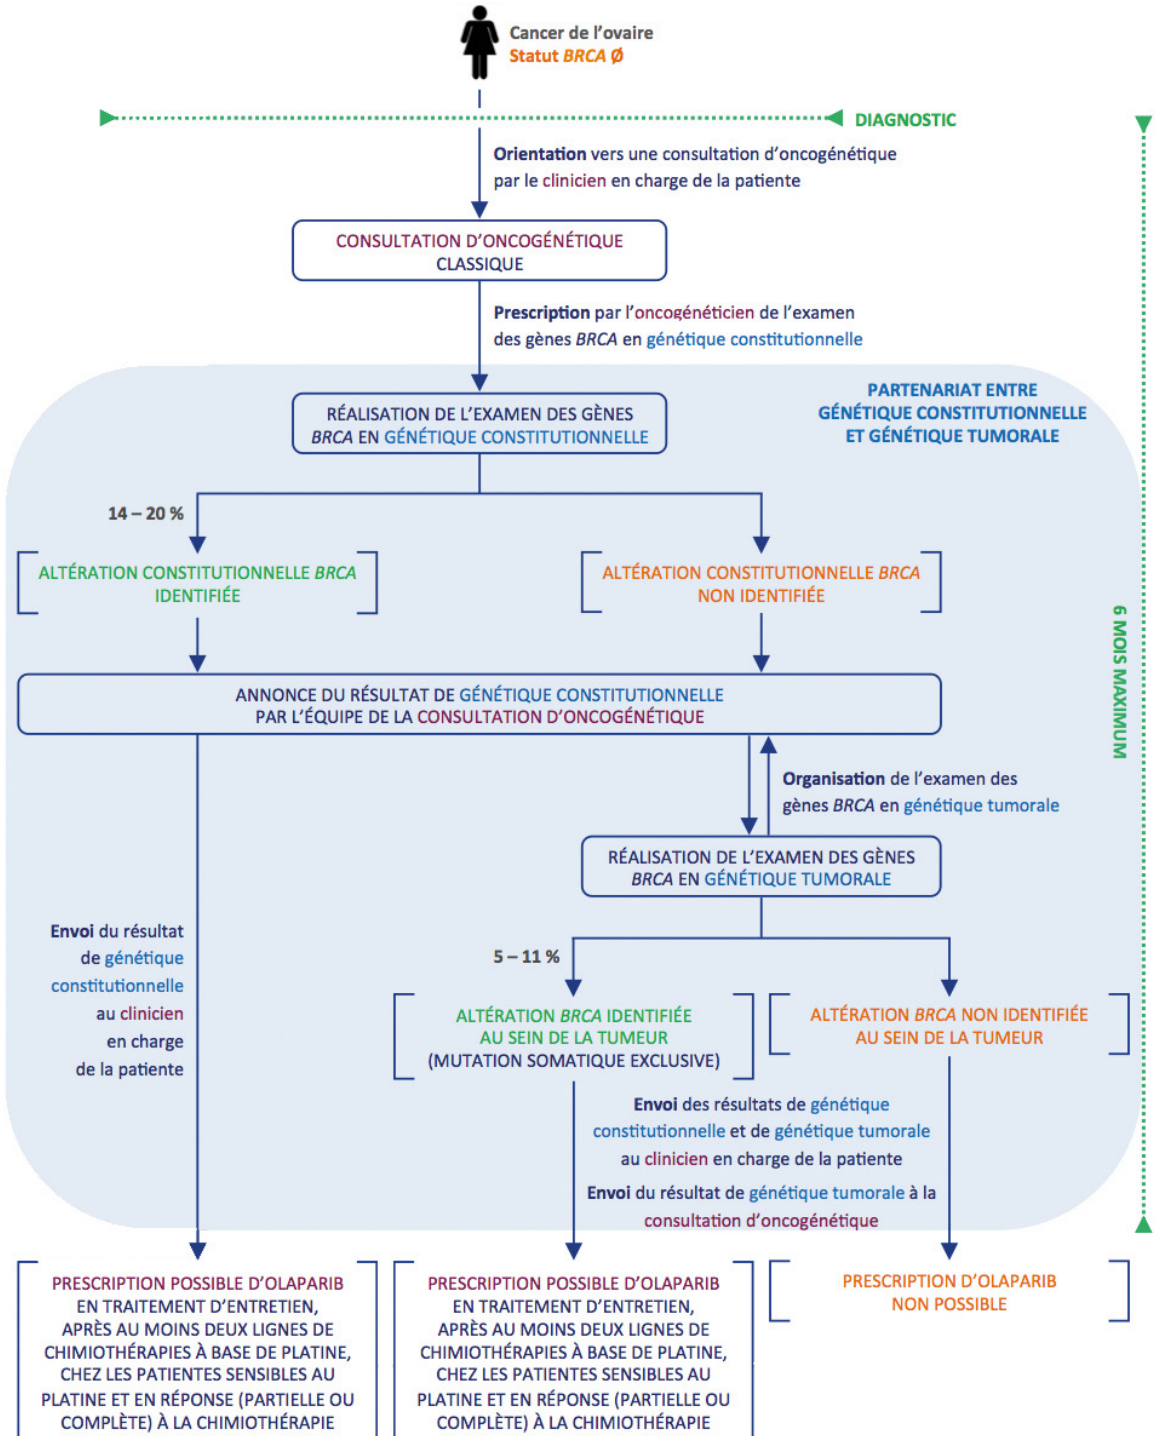 Cancer de l’ovaire
Statut BRCA Ø
DIAGNOSTIC
Orientation vers une consultation d’oncogénétique
par le clinicien en charge de la patiente
CONSULTATION D’ONCOGÉNÉTIQUE
CLASSIQUE
Prescription par l’oncogénéticien de l’examen
des gènes BRCA en génétique constitutionnelle
PARTENARIAT ENTRE
GÉNÉTIQUE CONSTITUTIONNELLE
ET GÉNÉTIQUE TUMORALE
RÉALISATION DE L’EXAMEN DES GÈNES
BRCA EN GÉNÉTIQUE CONSTITUTIONNELLE
14 – 20 %
ALTÉRATION CONSTITUTIONNELLE BRCA
IDENTIFIÉE
ALTÉRATION CONSTITUTIONNELLE BRCA
NON IDENTIFIÉE
6 MOIS MAXIMUM
ANNONCE DU RÉSULTAT DE GÉNÉTIQUE CONSTITUTIONNELLE
PAR L’ÉQUIPE DE LA CONSULTATION D’ONCOGÉNÉTIQUE
Organisation de l’examen des
gènes BRCA en génétique tumorale
RÉALISATION DE L’EXAMEN DES GÈNES
BRCA EN GÉNÉTIQUE TUMORALE
Envoi du résultat
de génétique
constitutionnelle
au clinicien
en charge
de la patiente
5 – 11 %
ALTÉRATION BRCA IDENTIFIÉE
AU SEIN DE LA TUMEUR
(MUTATION SOMATIQUE EXCLUSIVE)
ALTÉRATION BRCA NON IDENTIFIÉE
AU SEIN DE LA TUMEUR
Envoi des résultats de génétique
constitutionnelle et de génétique tumorale
au clinicien en charge de la patiente
Envoi du résultat de génétique tumorale à la
consultation d’oncogénétique
PRESCRIPTION POSSIBLE D’OLAPARIB
EN TRAITEMENT D’ENTRETIEN,
APRÈS AU MOINS DEUX LIGNES DE
CHIMIOTHÉRAPIES À BASE DE PLATINE,
CHEZ LES PATIENTES SENSIBLES AU
PLATINE ET EN RÉPONSE (PARTIELLE OU
COMPLÈTE) À LA CHIMIOTHÉRAPIE
PRESCRIPTION POSSIBLE D’OLAPARIB
EN TRAITEMENT D’ENTRETIEN,
APRÈS AU MOINS DEUX LIGNES DE
CHIMIOTHÉRAPIES À BASE DE PLATINE,
CHEZ LES PATIENTES SENSIBLES AU
PLATINE ET EN RÉPONSE (PARTIELLE OU
COMPLÈTE) À LA CHIMIOTHÉRAPIE
PRESCRIPTION D’OLAPARIB
NON POSSIBLE